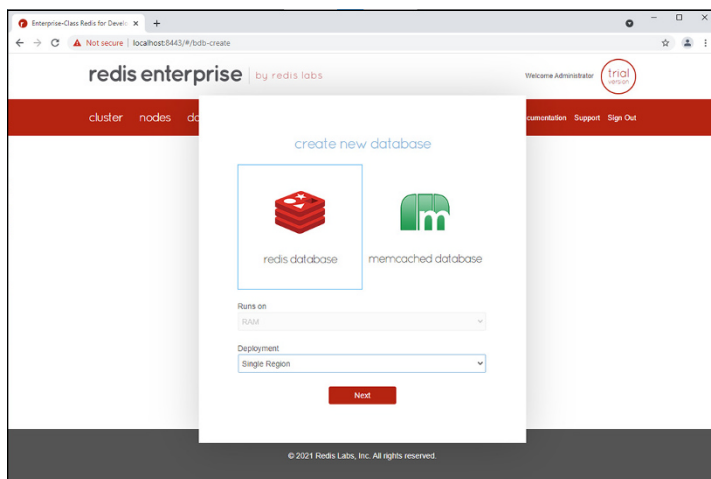 Enterprise-Class Redis for Devel
Not secure | localhost:8443/#/bdb-create
redis enterprise | by redis labs
Welcome Administrator
trial
version
cluster nodes
Support Sign Out
create new database
redis database
memcached database
Runs on
RAM
Deployment
Single Region
Next
© 2021 Redis Labs, Inc. All rights reserved.